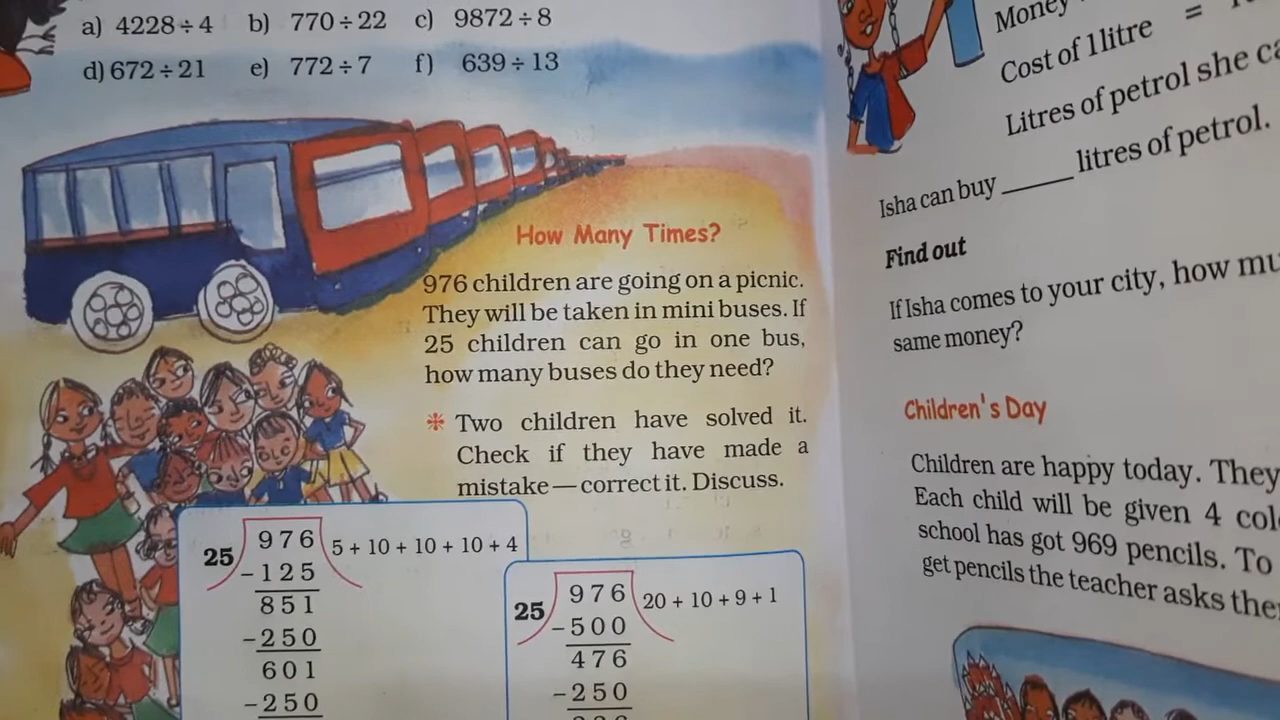 a) 4228 ÷ 4 b) 770 ÷ 22 c) 9872 ÷ 8
d) 672 ÷ 21 e) 772 ÷ 7 f) 639 ÷ 13
How Many Times?
976 children are going on a picnic.
They will be taken in mini buses. If
25 children can go in one bus,
how many buses do they need?
❋ Two children have solved it.
Check if they have made a
mistake — correct it. Discuss.
25 976 5 + 10 + 10 + 10 + 4
–125
851
–250
601
–250
25 976 20 + 10 + 9 + 1
–500
476
–250
Money
Cost of 1litre =
Litres of petrol she
Isha can buy _____ litres of petrol.
Find out
If Isha comes to your city, how
same money?
Children's Day
Children are happy today. They
Each child will be given 4
school has got 969 pencils. To
get pencils the teacher asks